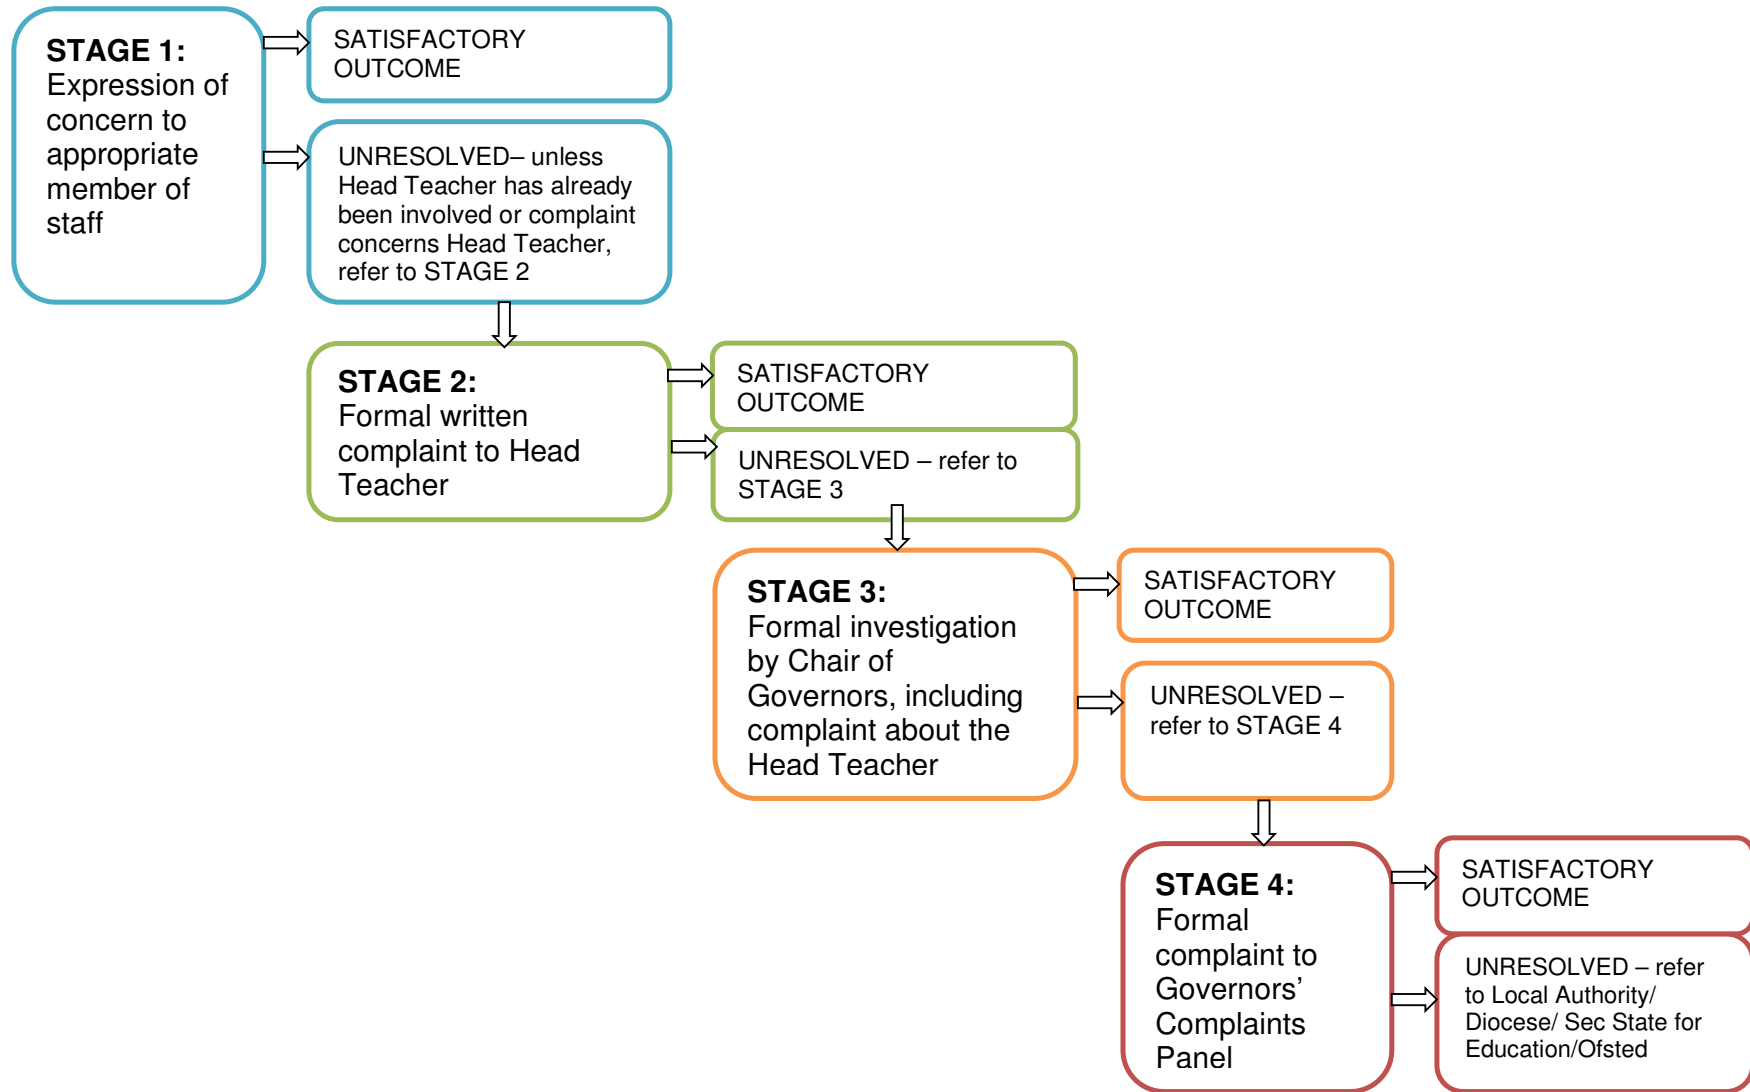 STAGE 1:
Expression of
concern to
appropriate
member of
staff
SATISFACTORY
OUTCOME
UNRESOLVED– unless
Head Teacher has already
been involved or complaint
concerns Head Teacher,
refer to STAGE 2
STAGE 2:
Formal written
complaint to Head
Teacher
SATISFACTORY
OUTCOME
UNRESOLVED – refer to
STAGE 3
STAGE 3:
Formal investigation
by Chair of
Governors, including
complaint about the
Head Teacher
SATISFACTORY
OUTCOME
UNRESOLVED –
refer to STAGE 4
STAGE 4:
Formal
complaint to
Governors’
Complaints
Panel
SATISFACTORY
OUTCOME
UNRESOLVED – refer
to Local Authority/
Diocese/ Sec State for
Education/Ofsted